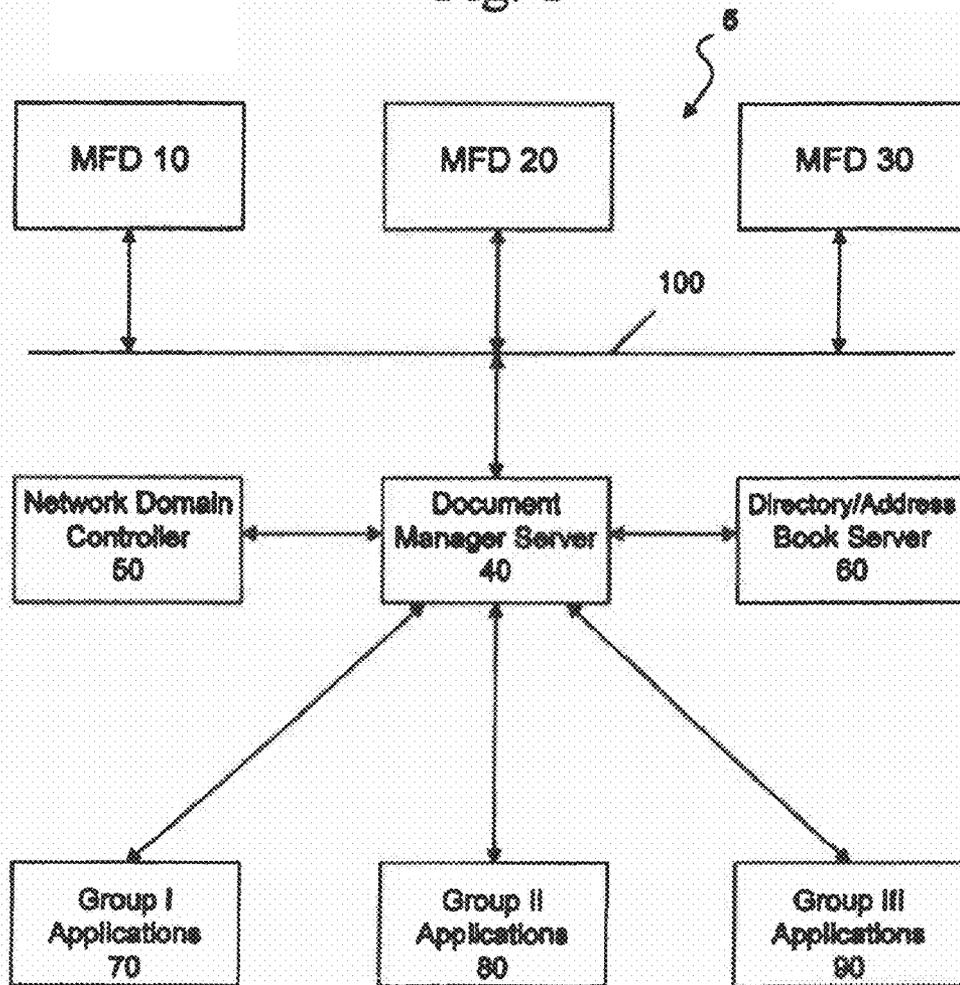 5
MFD 10
MFD 20
MFD 30
100
Network Domain
Controller
50
Document
Manager Server
40
Directory/Address
Book Server
60
Group I
Applications
70
Group II
Applications
80
Group III
Applications
90